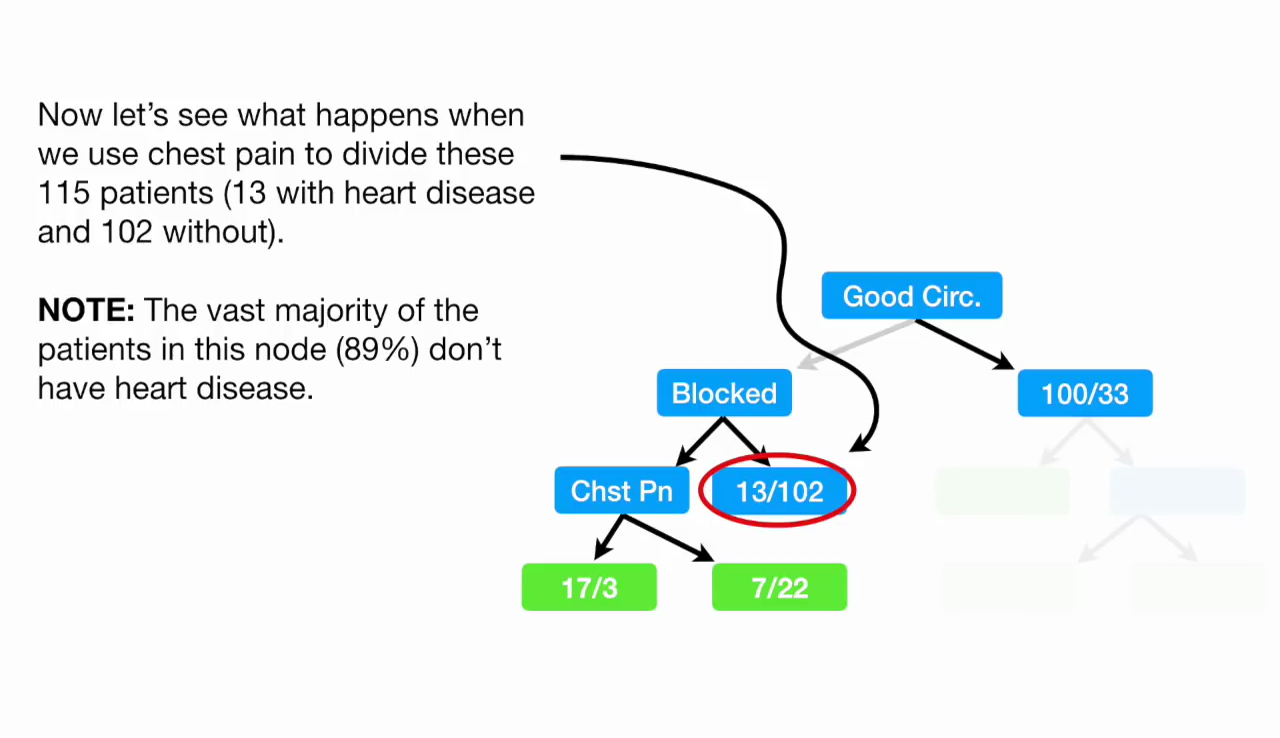 Now let’s see what happens when
we use chest pain to divide these
115 patients (13 with heart disease
and 102 without).
NOTE: The vast majority of the
patients in this node (89%) don’t
have heart disease.
Good Circ.
Blocked
100/33
Chst Pn
13/102
17/3
7/22